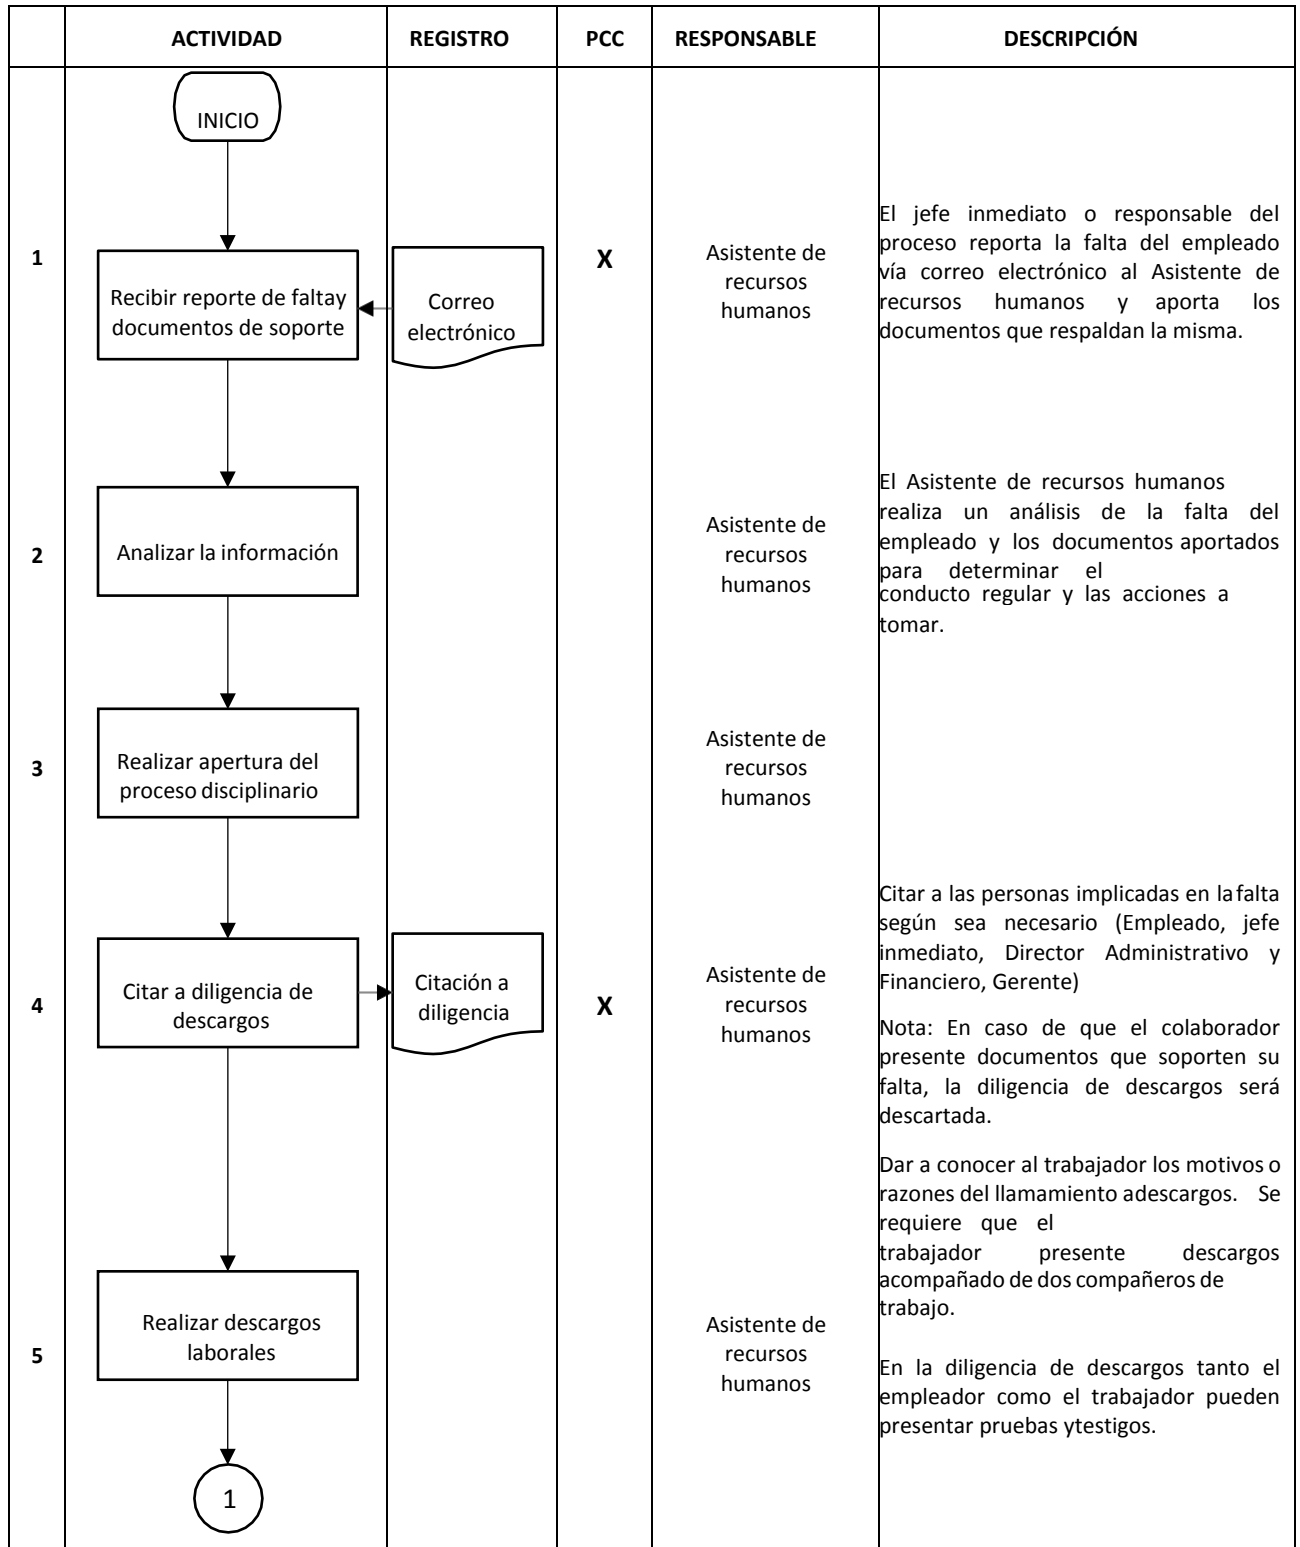 ACTIVIDAD REGISTRO PCC RESPONSABLE DESCRIPCIÓN
INICIO
1
Recibir reporte de faltay
documentos de soporte
Correo
electrónico
X
Asistente de
recursos
humanos
El jefe inmediato o responsable del
proceso reporta la falta del empleado
vía correo electrónico al Asistente de
recursos humanos y aporta los
documentos que respaldan la misma.
2
Analizar la información
Asistente de
recursos
humanos
El Asistente de recursos humanos
realiza un análisis de la falta del
empleado y los documentos aportados
para determinar el
conducto regular y las acciones a
tomar.
3
Realizar apertura del
proceso disciplinario
Asistente de
recursos
humanos
4
Citar a diligencia de
descargos
Citación a
diligencia
X
Asistente de
recursos
humanos
Citar a las personas implicadas en la falta
según sea necesario (Empleado, jefe
inmediato, Director Administrativo y
Financiero, Gerente)
Nota: En caso de que el colaborador
presente documentos que soporten su
falta, la diligencia de descargos será
descartada.
5
Realizar descargos
laborales
Asistente de
recursos
humanos
Dar a conocer al trabajador los motivos o
razones del llamamiento adescargos. Se
requiere que el
trabajador presente descargos
acompañado de dos compañeros de
trabajo.
En la diligencia de descargos tanto el
empleador como el trabajador pueden
presentar pruebas ytestigos.
1